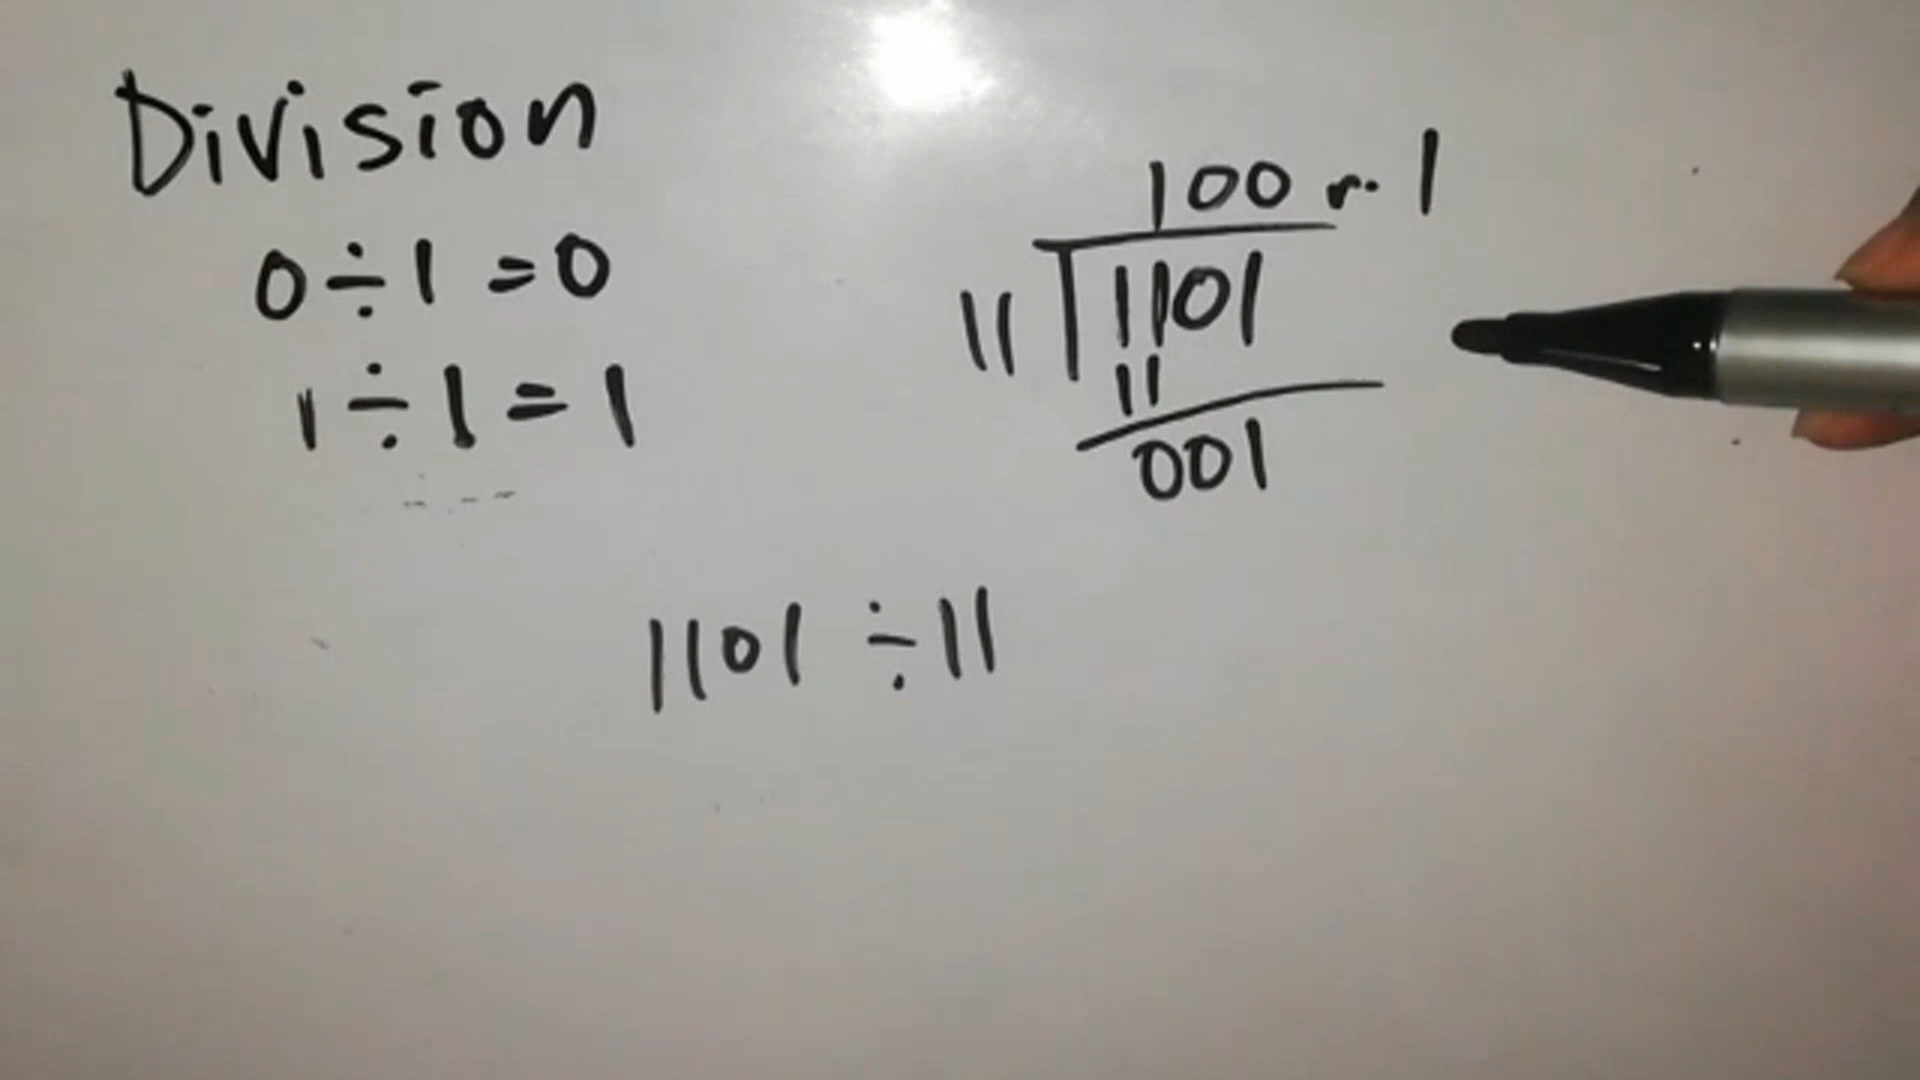 Division
0 ÷ 1 = 0
1 ÷ 1 = 1
100 r. 1
11 1101
11
001
1101 ÷ 11